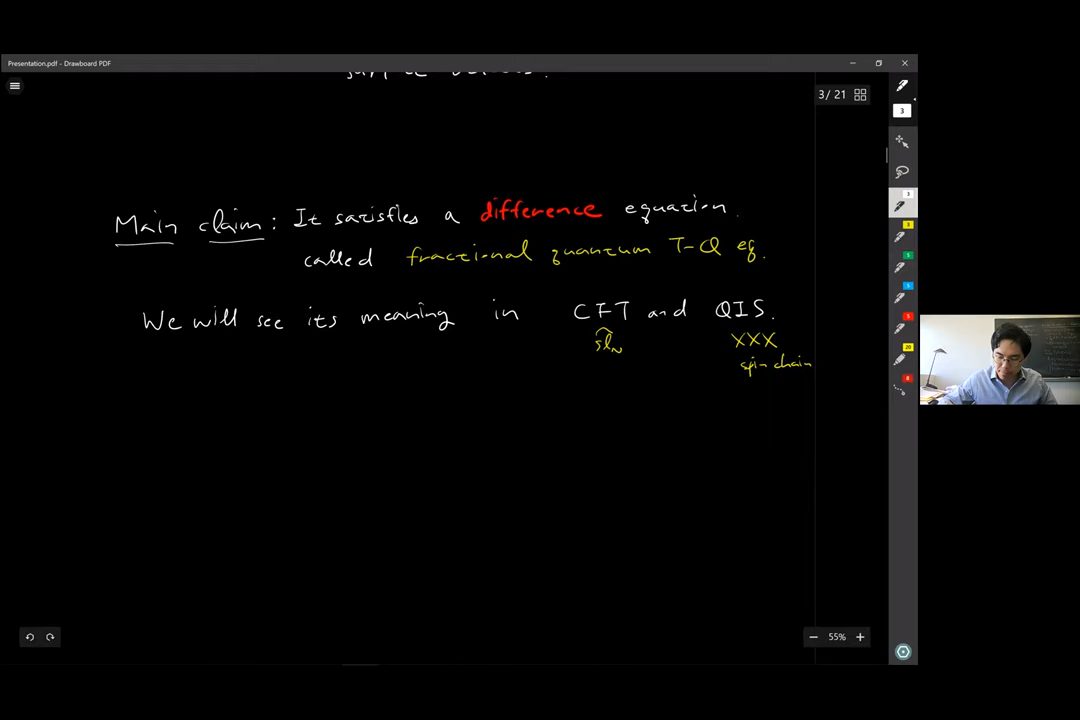 Presentation.pdf - Drawboard PDF
3 / 21
Main claim: It satisfies a difference equation.
called fractional quantum T-Q eq.
We will see its meaning in CFT and QIS.
XXX
spin chain
55%